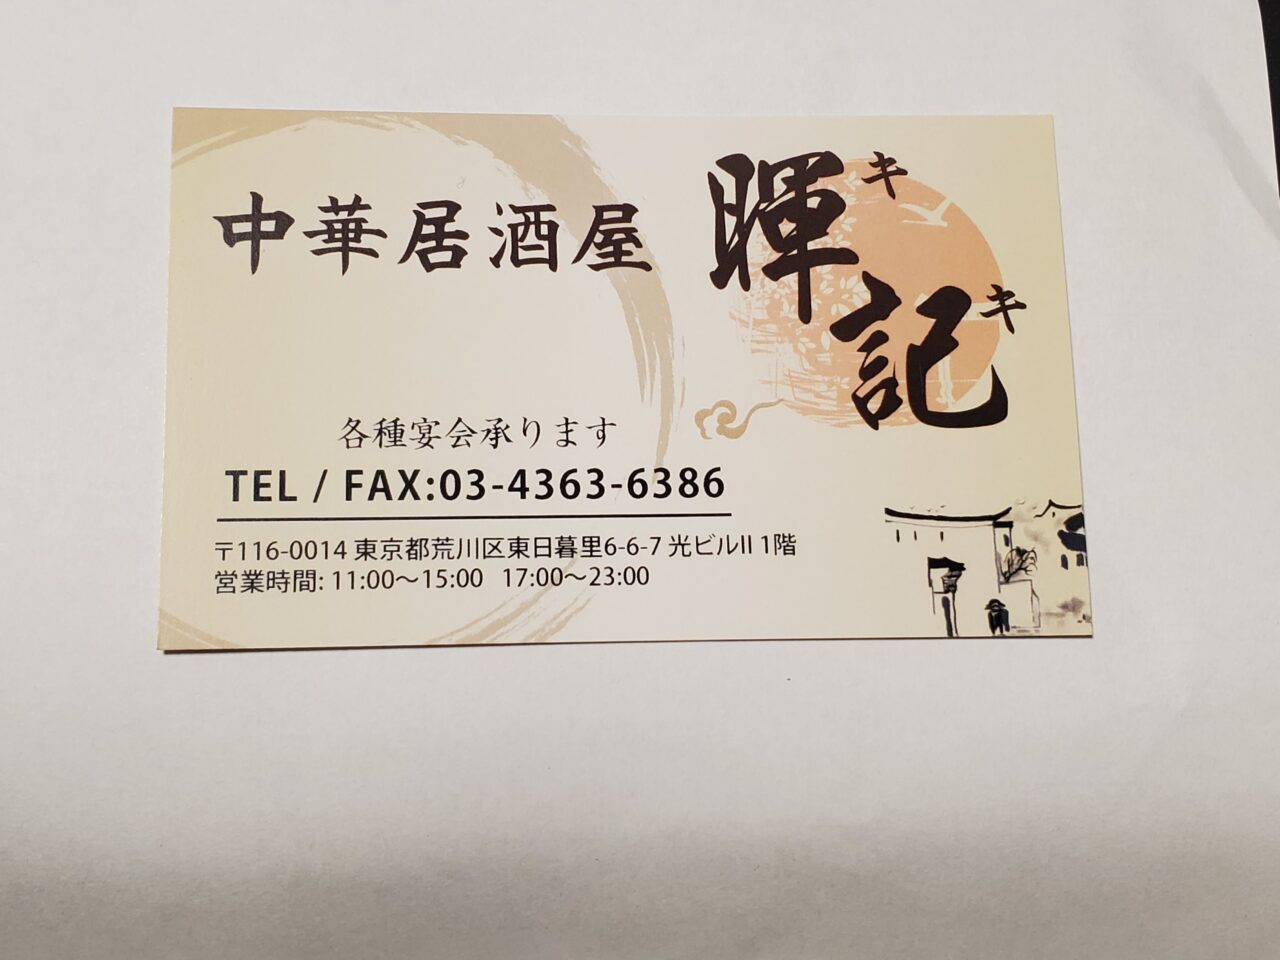 中華居酒屋 暉キ記キ
各種宴会承ります
TEL / FAX:03-4363-6386
〒116-0014 東京都荒川区東日暮里6-6-7 光ビルII 1階
営業時間: 11:00〜15:00 17:00〜23:00